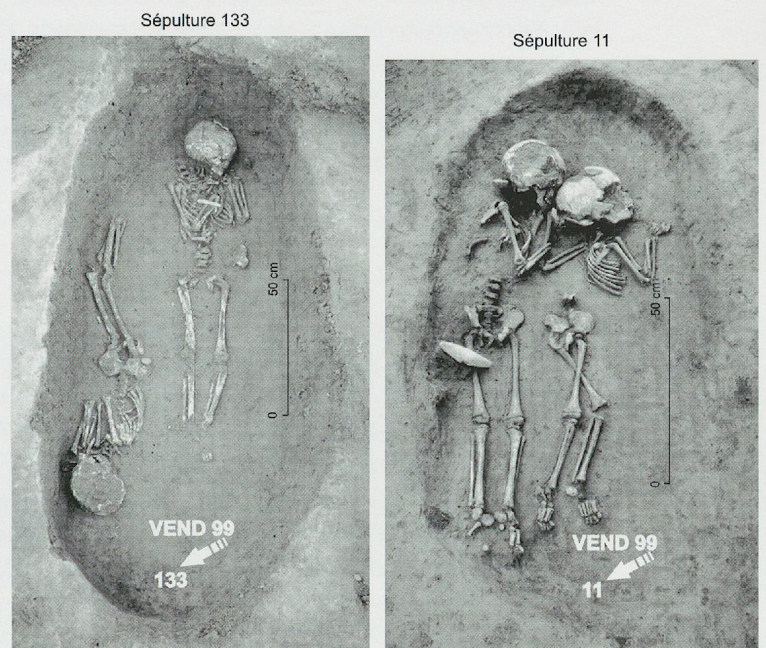 Sépulture 133
50 cm
0
VEND 99
133
Sépulture 11
50 cm
0
VEND 99
11